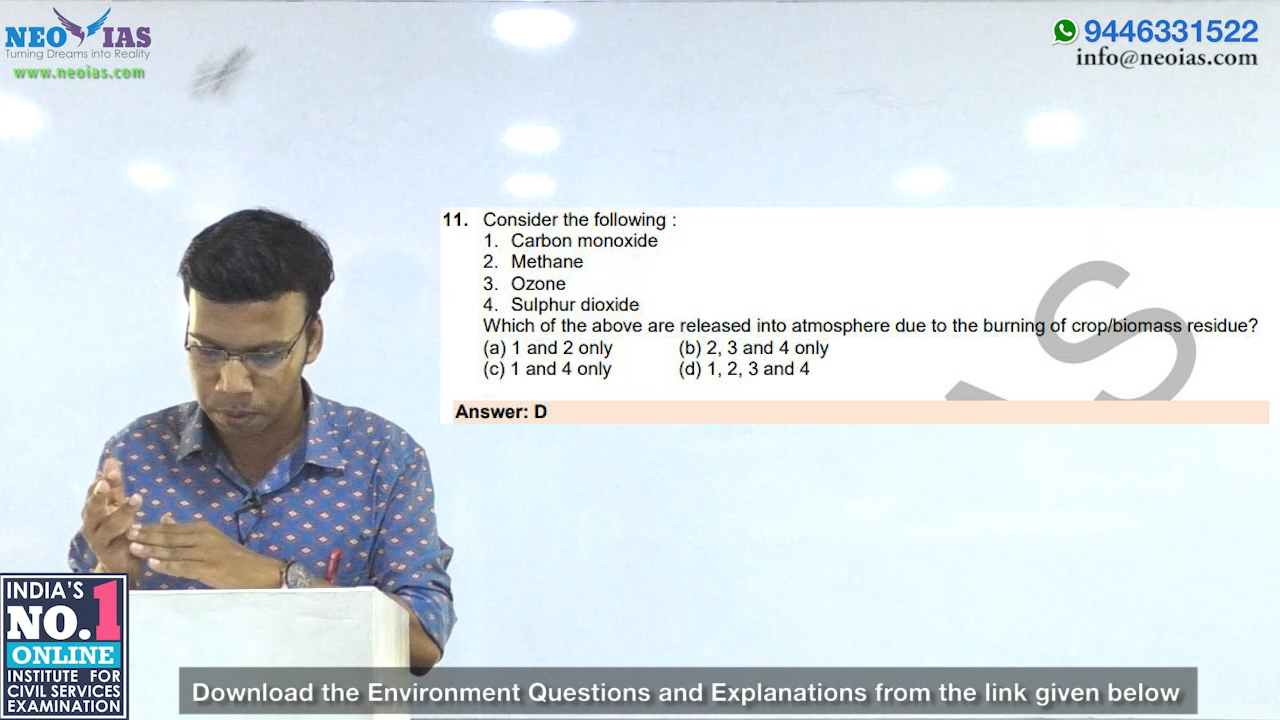 NEO IAS
Turning Dreams into Reality
www.neoias.com
9446331522
info@neoias.com
11. Consider the following :
1. Carbon monoxide
2. Methane
3. Ozone
4. Sulphur dioxide
Which of the above are released into atmosphere due to the burning of crop/biomass residue?
(a) 1 and 2 only (b) 2, 3 and 4 only
(c) 1 and 4 only (d) 1, 2, 3 and 4
Answer: D
S
INDIA'S
NO.1
ONLINE
INSTITUTE FOR
CIVIL SERVICES
EXAMINATION
Download the Environment Questions and Explanations from the link given below